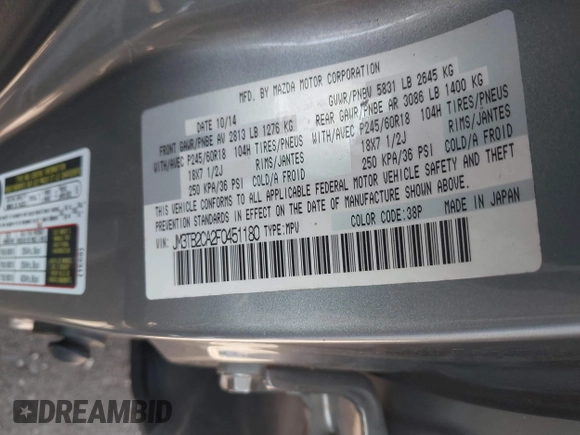 MFD. BY MAZDA MOTOR CORPORATION
DATE 10/14
GVWR/PNBV 5831 LB 2645 KG
FRONT GAWR/PNBE AV 2813 LB 1276 KG
REAR GAWR/PNBE AR 3086 LB 1400 KG
WITH/AVEC P245/60R18 104H TIRES/PNEUS
WITH/AVEC P245/60R18 104H TIRES/PNEUS
18X7 1/2J RIMS/JANTES
18X7 1/2J RIMS/JANTES
250 KPA/36 PSI COLD/A FROID
250 KPA/36 PSI COLD/A FROID
THIS VEHICLE CONFORMS TO ALL APPLICABLE FEDERAL MOTOR VEHICLE SAFETY AND THEFT
PREVENTION STANDARDS IN EFFECT ON THE DATE OF MANUFACTURE SHOWN ABOVE.
VIN: JM3TB2CA2F0451180 TYPE:MPV
COLOR CODE:38P
MADE IN JAPAN
DREAMBID